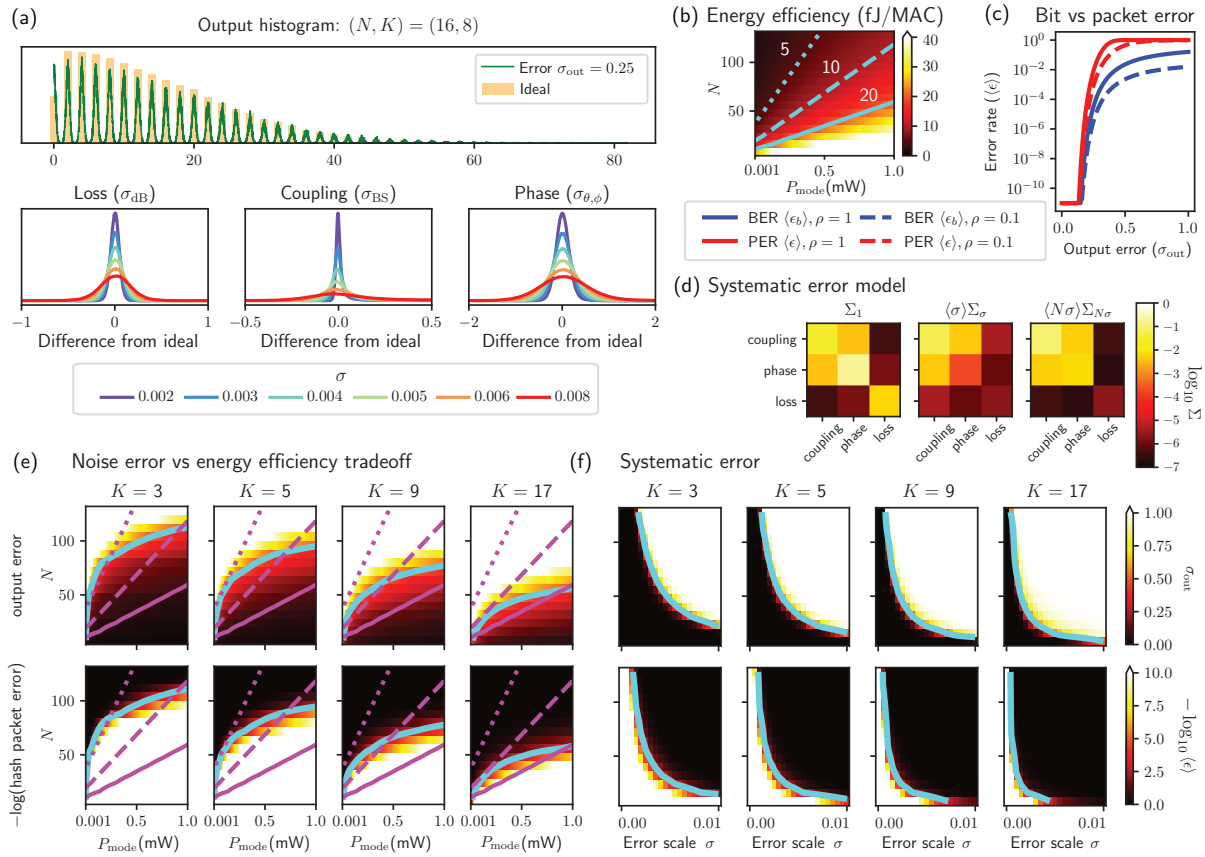 (a)
Output histogram: (N, K) = (16, 8)
Error σout = 0.25
Ideal
0 20 40 60 80
Loss (σdB)
Coupling (σBS)
Phase (σθ,ϕ)
−1 0 1
−0.5 0.0 0.5
−2 0 2
Difference from ideal
Difference from ideal
Difference from ideal
σ
0.002 0.003 0.004 0.005 0.006 0.008
(b)
Energy efficiency (fJ/MAC)
N
100
50
5
10
20
0.001 0.5 1.0
Pmode(mW)
40
30
20
10
0
(c)
Bit vs packet error
Error rate (⟨ϵ⟩)
10^0
10^−2
10^−4
10^−6
10^−8
10^−10
0.0 0.5 1.0
Output error (σout)
BER ⟨ϵb⟩, ρ = 1
BER ⟨ϵb⟩, ρ = 0.1
PER ⟨ϵ⟩, ρ = 1
PER ⟨ϵ⟩, ρ = 0.1
(d) Systematic error model
Σ1
⟨σ⟩Σσ
⟨Nσ⟩ΣNσ
coupling
phase
loss
coupling phase loss
coupling phase loss
coupling phase loss
0
−1
−2
−3
−4
−5
−6
−7
log10 Σ
(e) Noise error vs energy efficiency tradeoff
K = 3
K = 5
K = 9
K = 17
output error
N
100
50
−log(hash packet error)
N
100
50
0.001 0.5 1.0
0.001 0.5 1.0
0.001 0.5 1.0
0.001 0.5 1.0
Pmode(mW)
Pmode(mW)
Pmode(mW)
Pmode(mW)
(f) Systematic error
K = 3
K = 5
K = 9
K = 17
1.00
0.75
0.50
0.25
0.00
σout
10.0
7.5
5.0
2.5
0.0
− log10⟨ϵ⟩
0.00 0.01
0.00 0.01
0.00 0.01
0.00 0.01
Error scale σ
Error scale σ
Error scale σ
Error scale σ